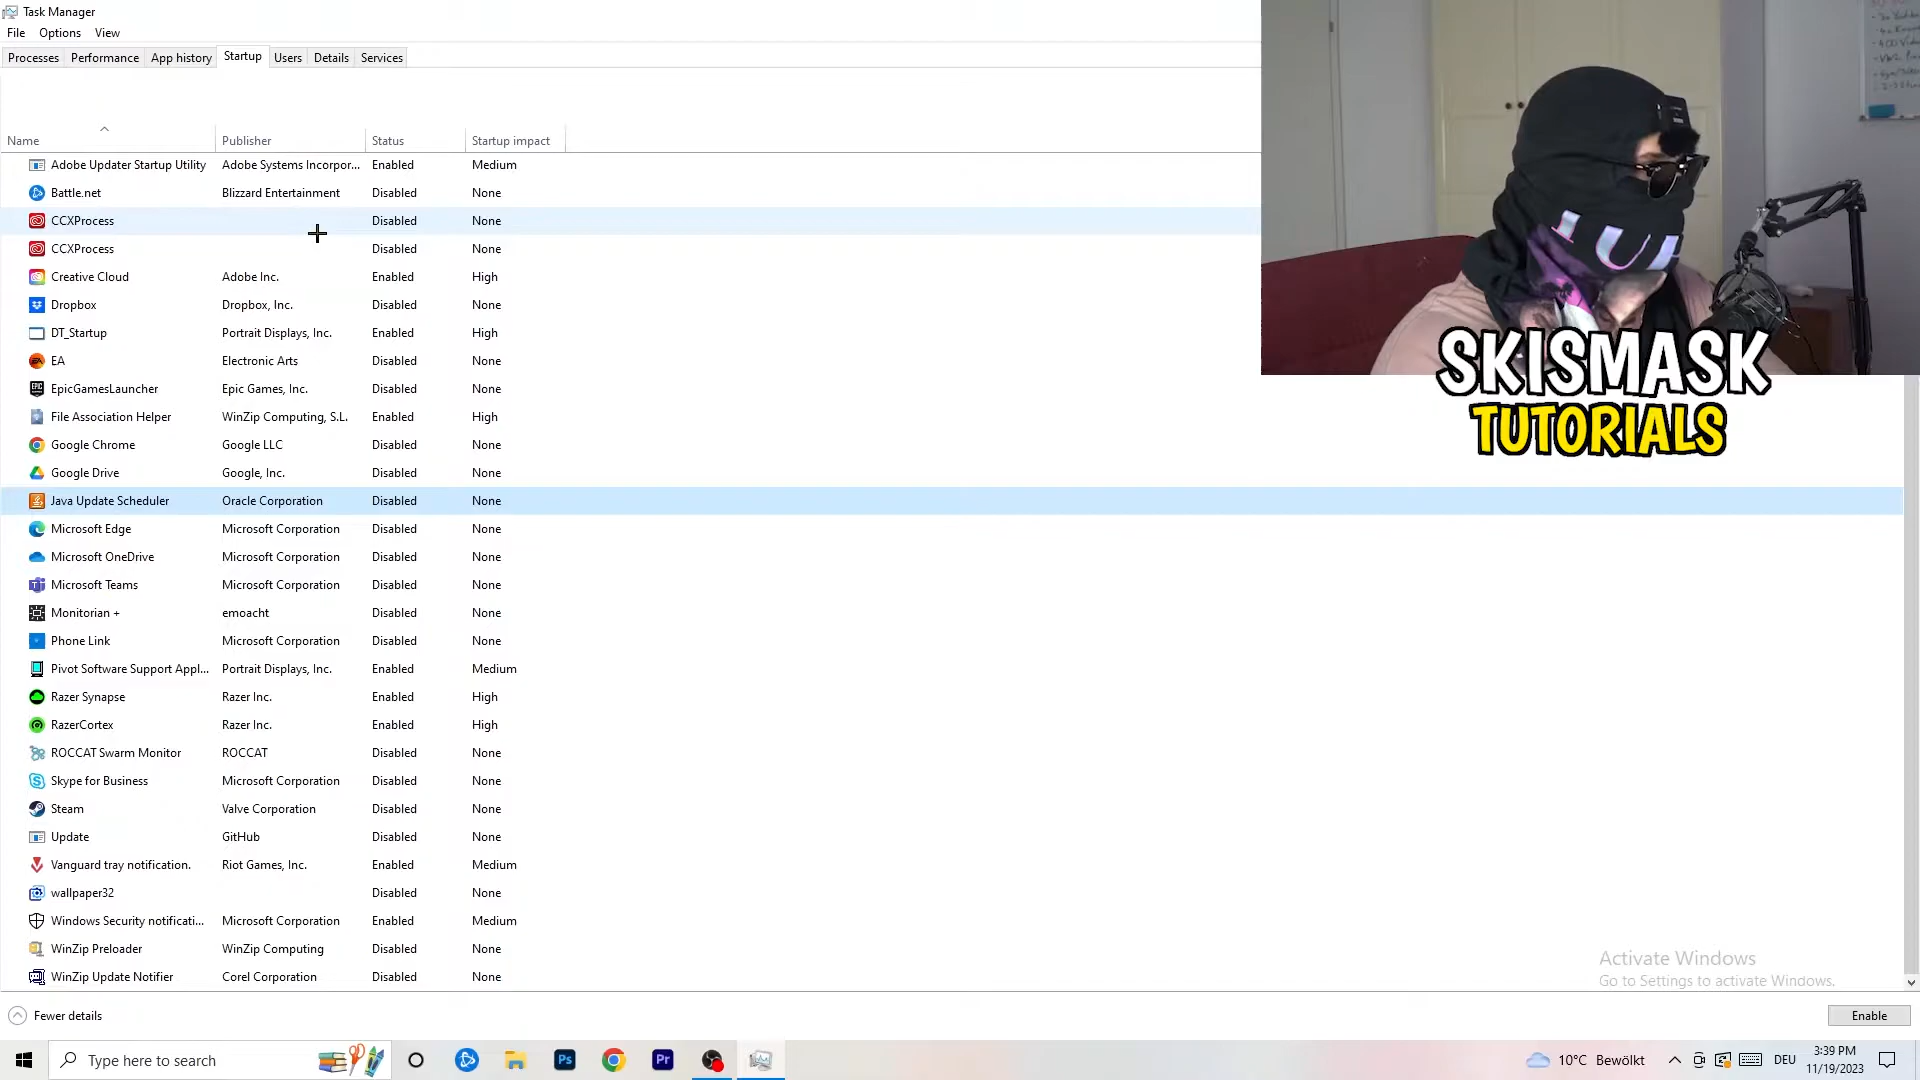 Task Manager
File Options View
Processes Performance App history Startup Users Details Services
Name Publisher Status Startup impact
Adobe Updater Startup Utility Adobe Systems Incorpor... Enabled Medium
Battle.net Blizzard Entertainment Disabled None
CCXProcess Disabled None
CCXProcess Disabled None
Creative Cloud Adobe Inc. Enabled High
Dropbox Dropbox, Inc. Disabled None
DT_Startup Portrait Displays, Inc. Enabled High
EA Electronic Arts Disabled None
EpicGamesLauncher Epic Games, Inc. Disabled None
File Association Helper WinZip Computing, S.L. Enabled High
Google Chrome Google LLC Disabled None
Google Drive Google, Inc. Disabled None
Java Update Scheduler Oracle Corporation Disabled None
Microsoft Edge Microsoft Corporation Disabled None
Microsoft OneDrive Microsoft Corporation Disabled None
Microsoft Teams Microsoft Corporation Disabled None
Monitorian + emoacht Disabled None
Phone Link Microsoft Corporation Disabled None
Pivot Software Support Appl... Portrait Displays, Inc. Enabled Medium
Razer Synapse Razer Inc. Enabled High
RazerCortex Razer Inc. Enabled High
ROCCAT Swarm Monitor ROCCAT Disabled None
Skype for Business Microsoft Corporation Disabled None
Steam Valve Corporation Disabled None
Update GitHub Disabled None
Vanguard tray notification. Riot Games, Inc. Enabled Medium
wallpaper32 Disabled None
Windows Security notificati... Microsoft Corporation Enabled Medium
WinZip Preloader WinZip Computing Disabled None
WinZip Update Notifier Corel Corporation Disabled None
SKISMASK
TUTORIALS
Activate Windows
Go to Settings to activate Windows.
Fewer details
Enable
Type here to search
Ps
Pr
10°C Bewölkt
DEU
3:39 PM
11/19/2023